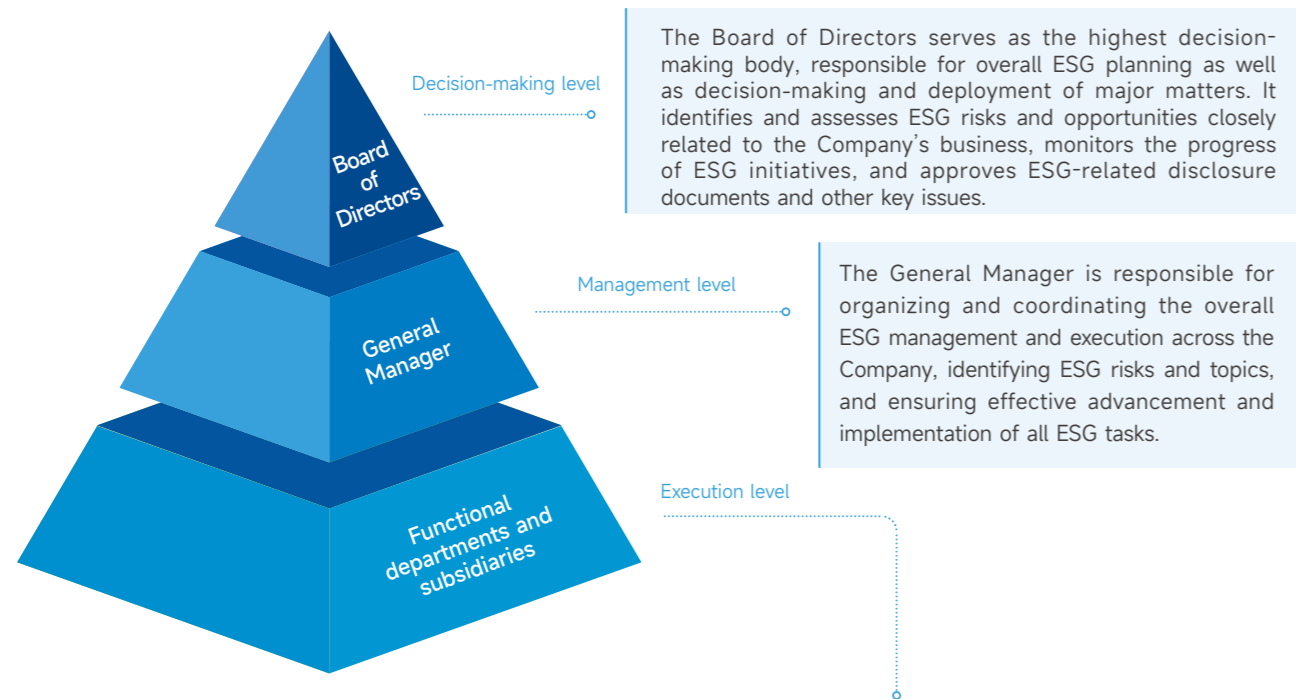 Decision-making level
The Board of Directors serves as the highest decision-
making body, responsible for overall ESG planning as well
as decision-making and deployment of major matters. It
identifies and assesses ESG risks and opportunities closely
related to the Company's business, monitors the progress
of ESG initiatives, and approves ESG-related disclosure
documents and other key issues.
Board
of
Directors
Management level
The General Manager is responsible for
organizing and coordinating the overall
ESG management and execution across the
Company, identifying ESG risks and topics,
and ensuring effective advancement and
implementation of all ESG tasks.
General
Manager
Execution level
Functional
departments and
subsidiaries